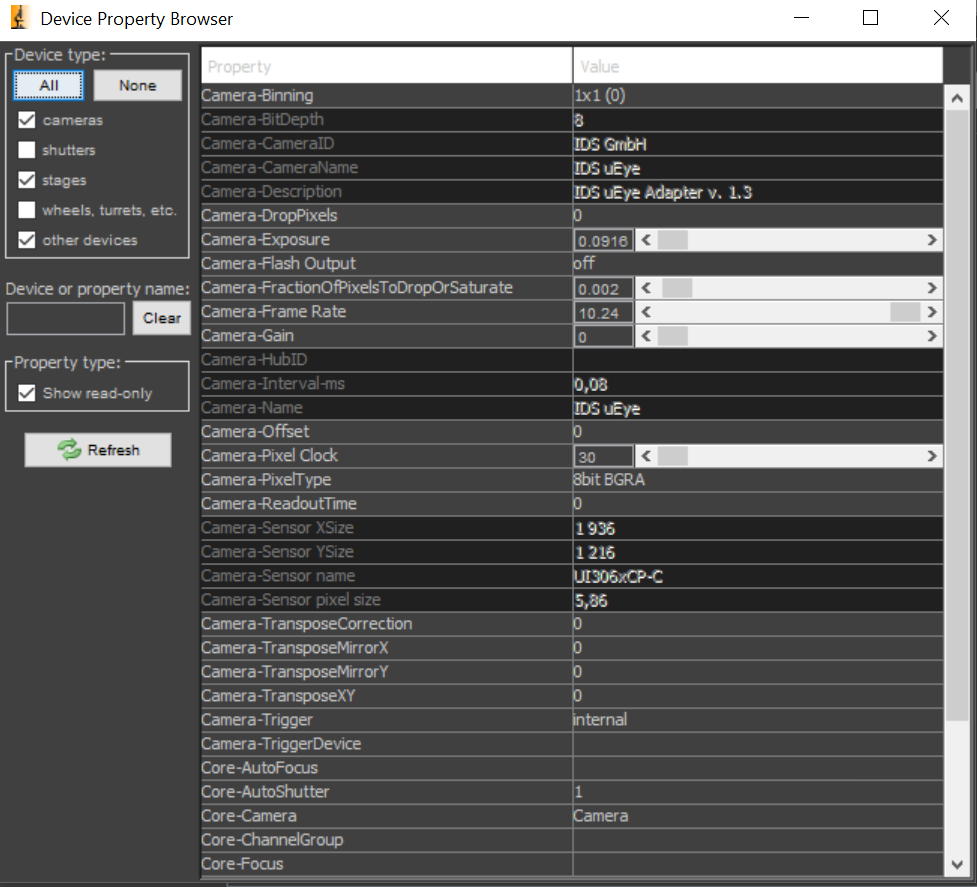 Device Property Browser
Device type:
All None
cameras
shutters
stages
wheels, turrets, etc.
other devices
Device or property name:
Clear
Property type:
Show read-only
Refresh
Property Value
Camera-Binning 1x1 (0)
Camera-BitDepth 8
Camera-CameraID IDS GmbH
Camera-CameraName IDS uEye
Camera-Description IDS uEye Adapter v. 1.3
Camera-DropPixels 0
Camera-Exposure 0.0916
Camera-Flash Output off
Camera-FractionOfPixelsToDropOrSaturate 0.002
Camera-Frame Rate 10.24
Camera-Gain 0
Camera-HubID
Camera-Interval-ms 0,08
Camera-Name IDS uEye
Camera-Offset 0
Camera-Pixel Clock 30
Camera-PixelType 8bit BGRA
Camera-ReadoutTime 0
Camera-Sensor XSize 1 936
Camera-Sensor YSize 1 216
Camera-Sensor name UI306xCP-C
Camera-Sensor pixel size 5,86
Camera-TransposeCorrection 0
Camera-TransposeMirrorX 0
Camera-TransposeMirrorY 0
Camera-TransposeXY 0
Camera-Trigger internal
Camera-TriggerDevice
Core-AutoFocus
Core-AutoShutter 1
Core-Camera Camera
Core-ChannelGroup
Core-Focus